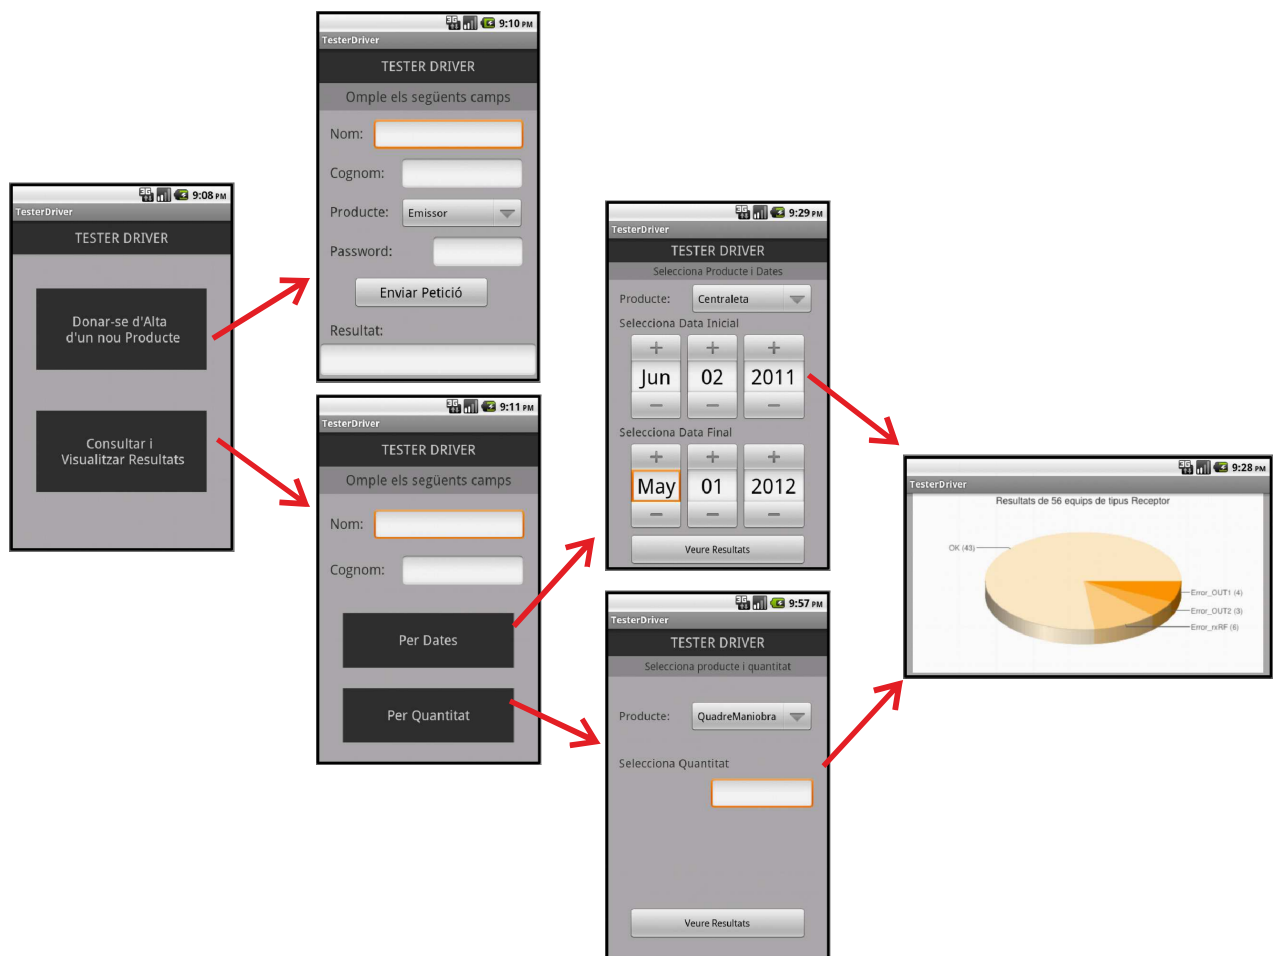 9:08 PM
TesterDriver
TESTER DRIVER
Donar-se d'Alta
d'un nou Producte
Consultar i
Visualitzar Resultats
3G
9:10 PM
TesterDriver
TESTER DRIVER
Omple els següents camps
Nom:
Cognom:
Producte: Emissor
Password:
Enviar Petició
Resultat:
3G
9:11 PM
TesterDriver
TESTER DRIVER
Omple els següents camps
Nom:
Cognom:
Per Dates
Per Quantitat
3G
9:29 PM
TesterDriver
TESTER DRIVER
Selecciona Producte i Dates
Producte: Centraleta
Selecciona Data Inicial
+ + +
Jun 02 2011
- - -
Selecciona Data Final
+ + +
May 01 2012
- - -
Veure Resultats
3G
9:57 PM
TesterDriver
TESTER DRIVER
Selecciona producte i quantitat
Producte: QuadreManiobra
Selecciona Quantitat
Veure Resultats
3G
9:28 PM
TesterDriver
Resultats de 56 equips de tipus Receptor
OK (43)
Error_OUT1 (4)
Error_OUT2 (3)
Error_rxRF (6)